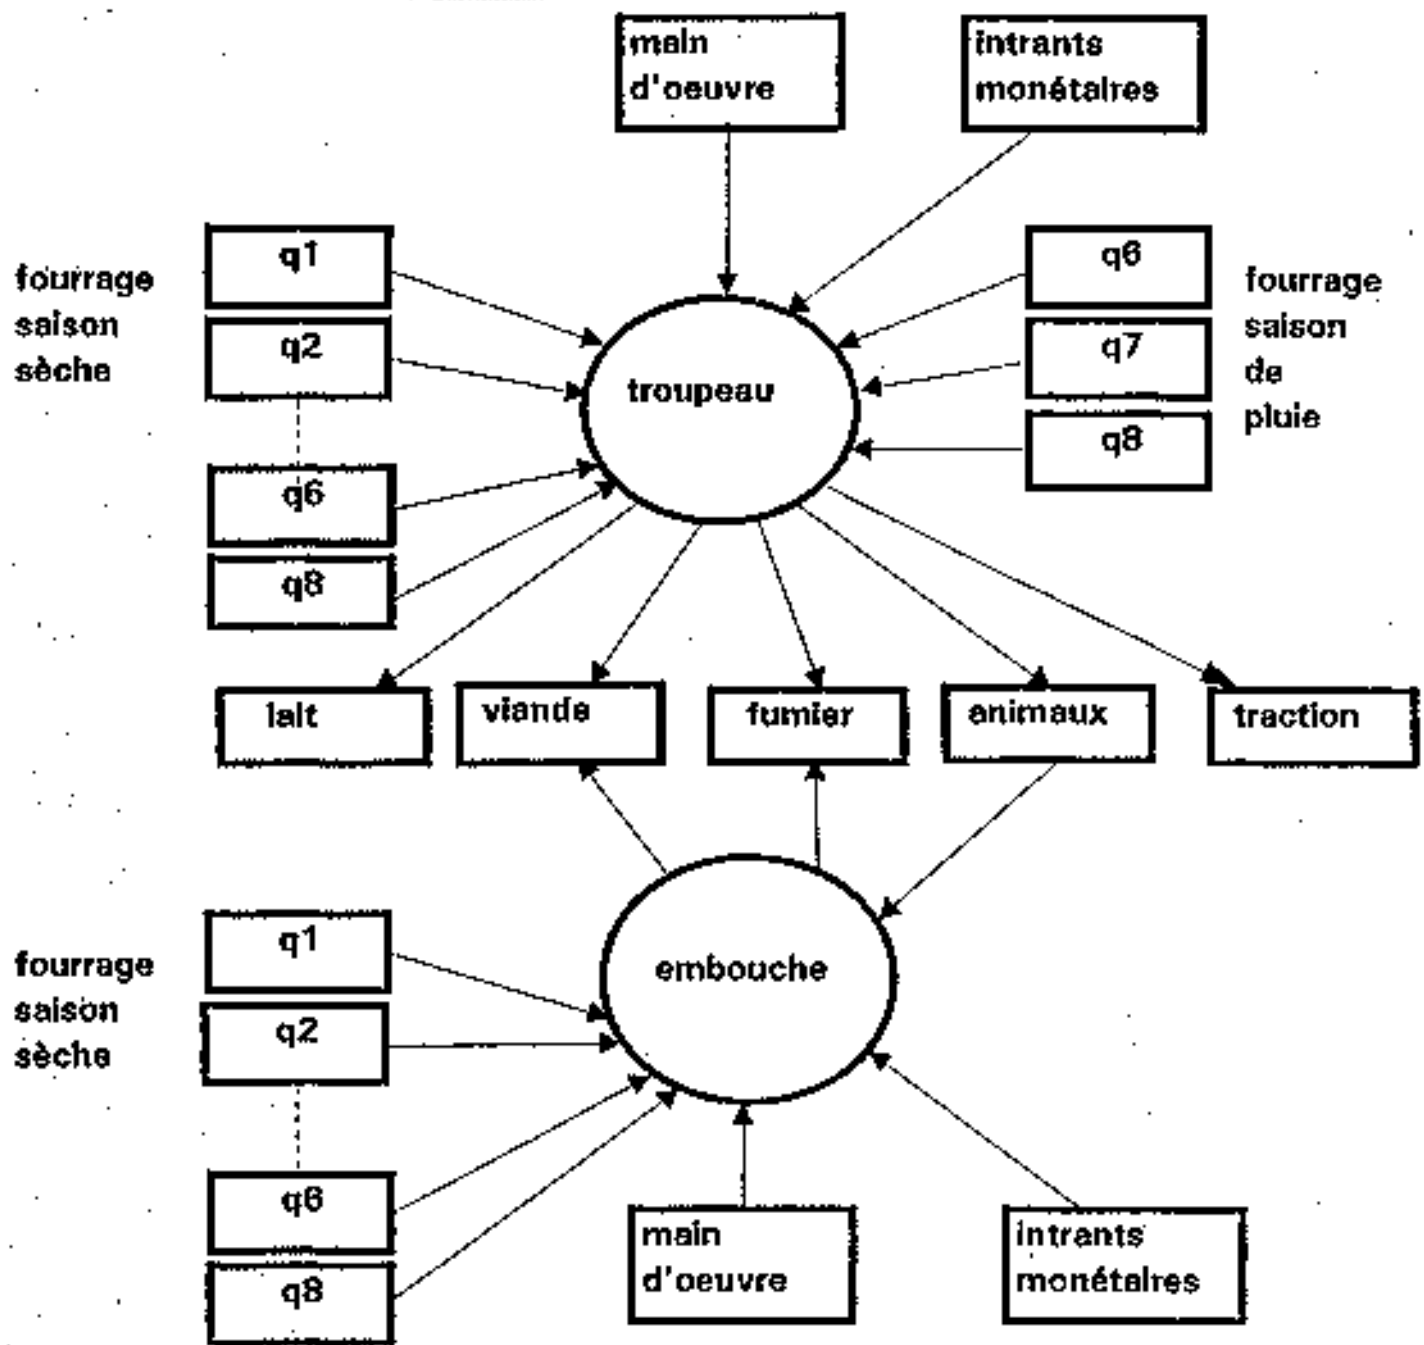 main
d'oeuvre
intrants
monétaires
fourrage
saison
sèche
q1
q2
q6
q8
troupeau
q6
q7
q8
fourrage
saison
de
pluie
lait
viande
fumier
animaux
traction
fourrage
saison
sèche
q1
q2
q6
q8
embouche
main
d'oeuvre
intrants
monétaires